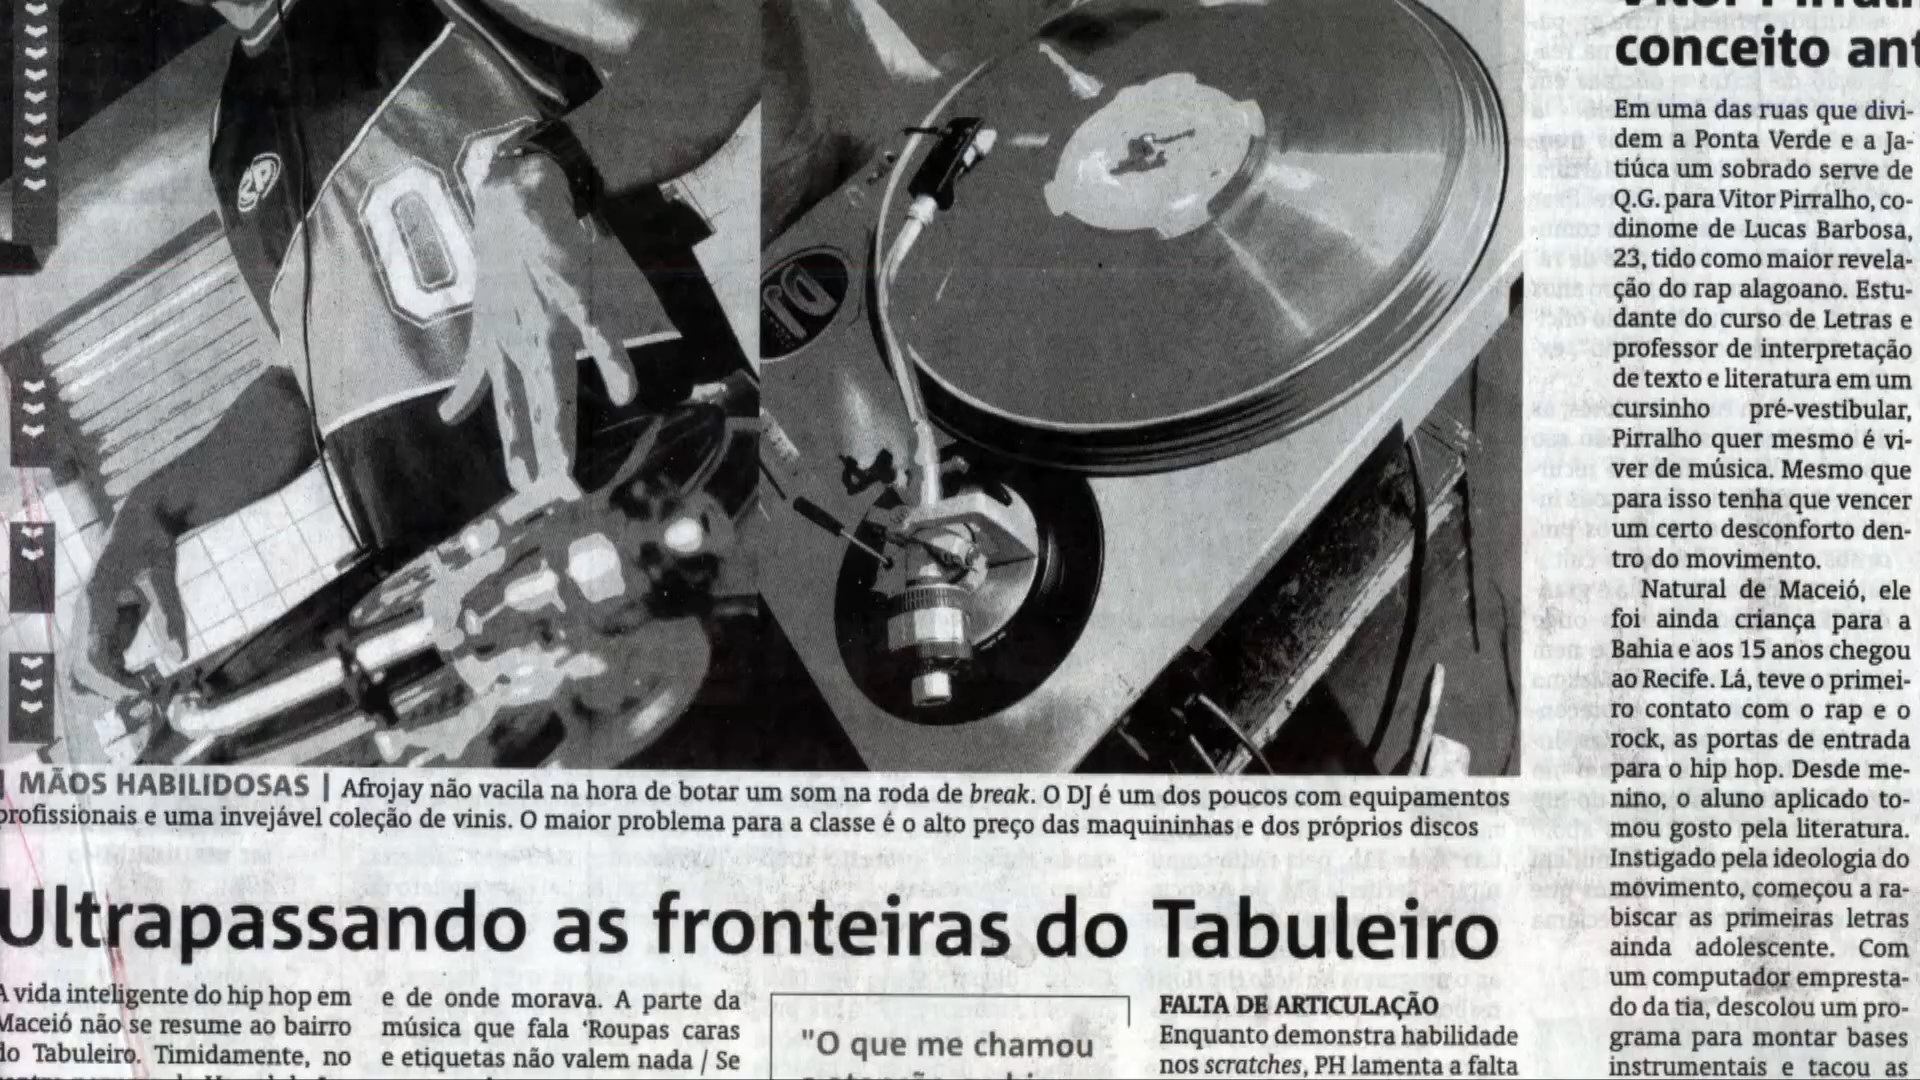 conceito
Em uma das ruas que divi-
dem a Ponta Verde e a Ja-
tiúca um sobrado serve de
Q.G. para Vitor Pirralho, co-
dinome de Lucas Barbosa,
23, tido como maior revela-
ção do rap alagoano. Estu-
dante do curso de Letras e
professor de interpretação
de texto e literatura em um
cursinho pré-vestibular,
Pirralho quer mesmo é vi-
ver de música. Mesmo que
para isso tenha que vencer
um certo desconforto den-
tro do movimento.
Natural de Maceió, ele
foi ainda criança para a
Bahia e aos 15 anos chegou
ao Recife. Lá, teve o primei-
ro contato com o rap e o
rock, as portas de entrada
para o hip hop. Desde me-
nino, o aluno aplicado to-
mou gosto pela literatura.
Instigado pela ideologia do
movimento, começou a ra-
biscar as primeiras letras
ainda adolescente. Com
um computador empresta-
do da tia, descolou um pro-
grama para montar bases
instrumentais e tacou as
DJ
| MÃOS HABILIDOSAS | Afrojay não vacila na hora de botar um som na roda de break. O DJ é um dos poucos com equipamentos
profissionais e uma invejável coleção de vinis. O maior problema para a classe é o alto preço das maquininhas e dos próprios discos
Ultrapassando as fronteiras do Tabuleiro
A vida inteligente do hip hop em
Maceió não se resume ao bairro
do Tabuleiro. Timidamente, no
e de onde morava. A parte da
música que fala ‘Roupas caras
e etiquetas não valem nada / Se
"O que me chamou
FALTA DE ARTICULAÇÃO
Enquanto demonstra habilidade
nos scratches, PH lamenta a falta